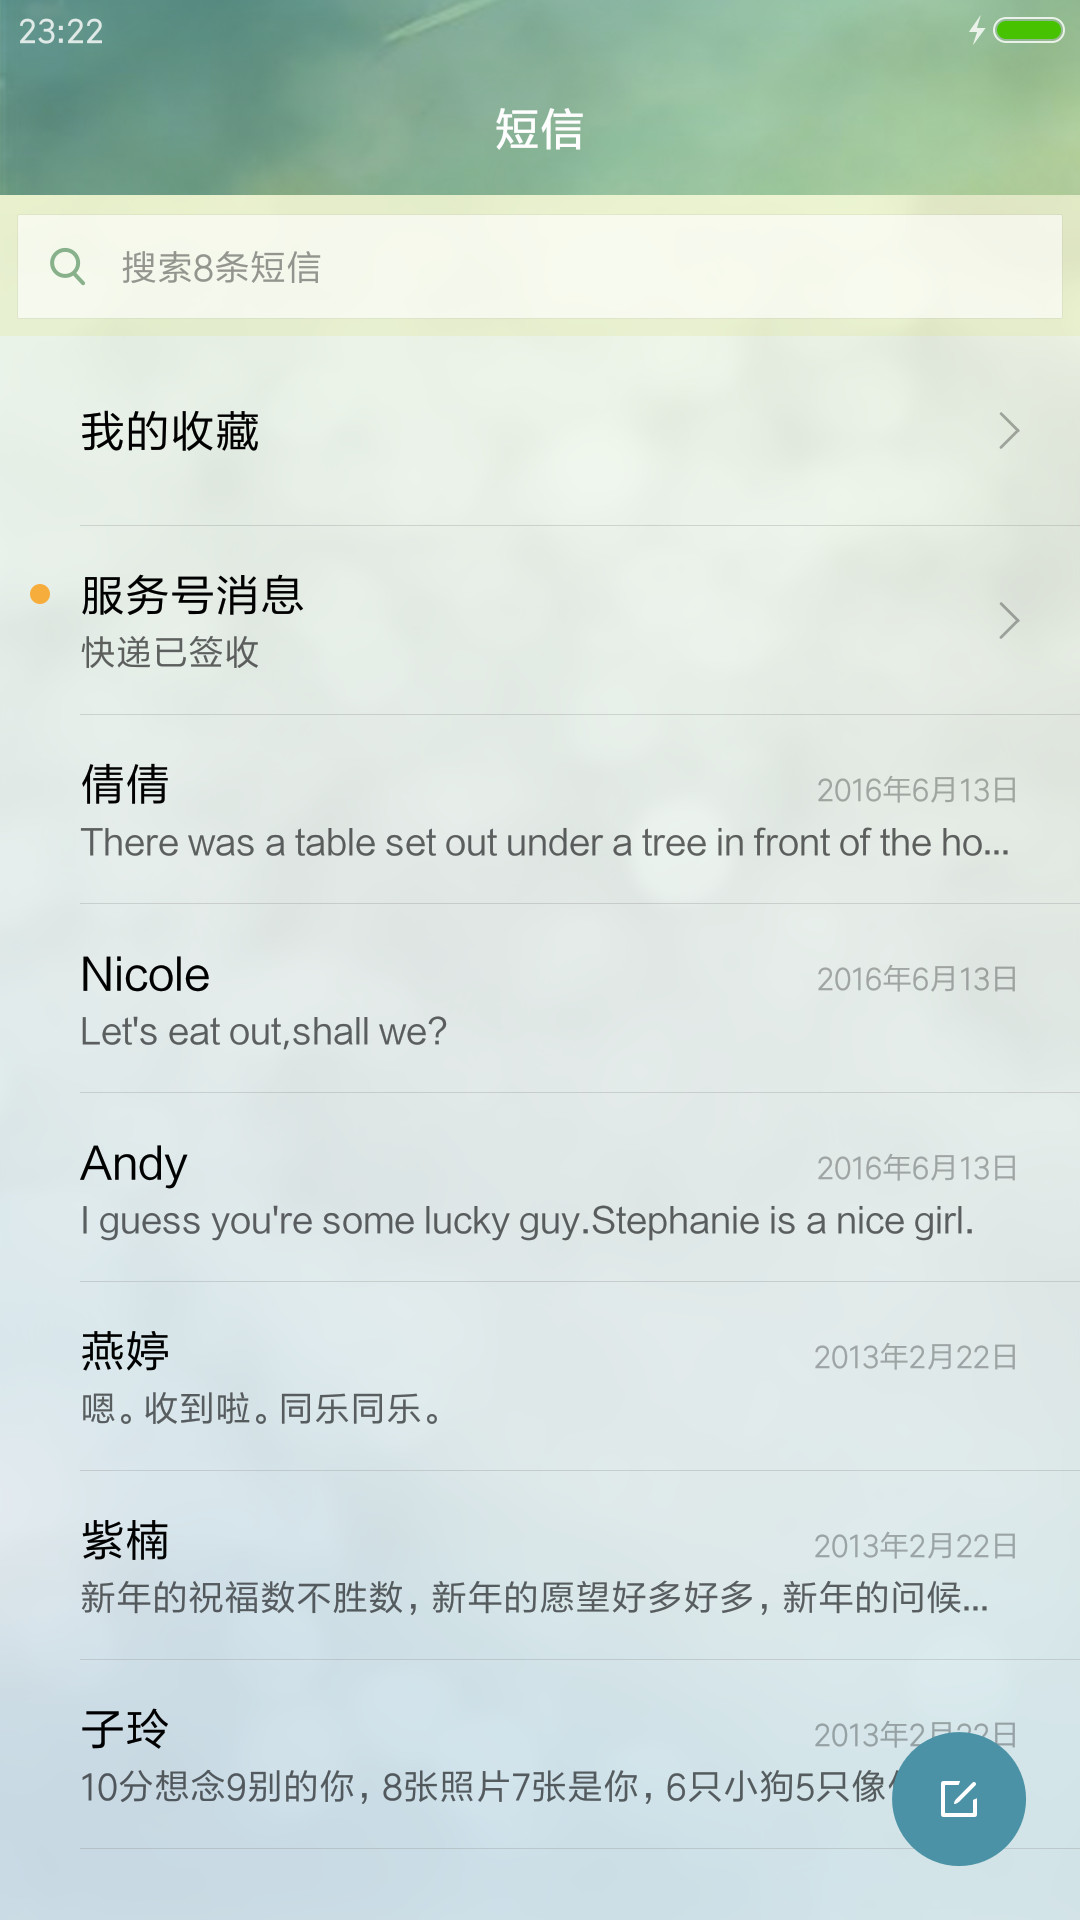 23:22
短信
搜索8条短信
我的收藏
服务号消息
快递已签收
倩倩
2016年6月13日
There was a table set out under a tree in front of the ho...
Nicole
2016年6月13日
Let's eat out,shall we?
Andy
2016年6月13日
I guess you're some lucky guy.Stephanie is a nice girl.
燕婷
2013年2月22日
嗯。收到啦。同乐同乐。
紫楠
2013年2月22日
新年的祝福数不胜数，新年的愿望好多好多，新年的问候...
子玲
2013年2月22日
10分想念9别的你，8张照片7张是你，6只小狗5只像